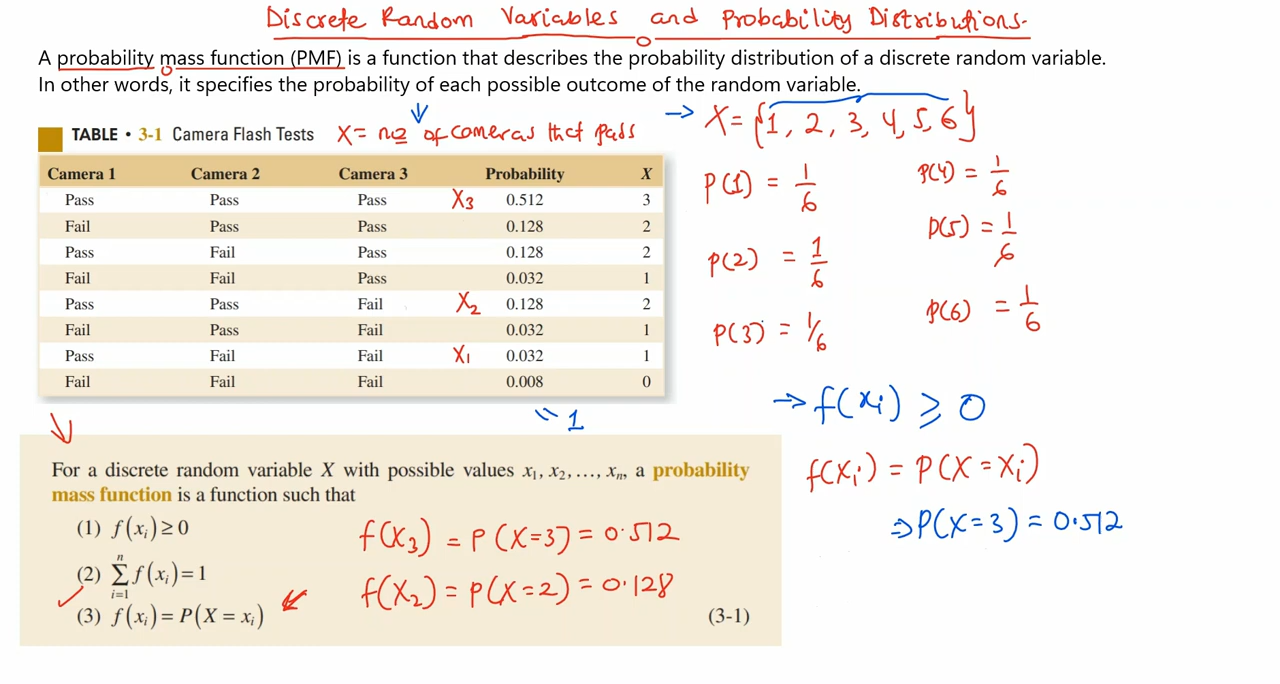 Discrete Random Variables and Probability Distributions.
A probability mass function (PMF) is a function that describes the probability distribution of a discrete random variable.
In other words, it specifies the probability of each possible outcome of the random variable.
TABLE • 3-1 Camera Flash Tests
X = no of cameras that pass
Camera 1 Camera 2 Camera 3 Probability X
Pass Pass Pass X3 0.512 3
Fail Pass Pass 0.128 2
Pass Fail Pass 0.128 2
Fail Fail Pass 0.032 1
Pass Pass Fail X2 0.128 2
Fail Pass Fail 0.032 1
Pass Fail Fail X1 0.032 1
Fail Fail Fail 0.008 0
= 1
→ X = {1, 2, 3, 4, 5, 6}
P(1) = 1/6
P(4) = 1/6
P(2) = 1/6
P(5) = 1/6
P(3) = 1/6
P(6) = 1/6
→ f(xi) ≥ 0
f(xi) = P(X = xi)
⇒ P(X = 3) = 0.512
For a discrete random variable X with possible values x1, x2, …, xn, a probability
mass function is a function such that
(1) f(xi) ≥ 0
(2) ∑ i=1 n f(xi) = 1
(3) f(xi) = P(X = xi)
f(X3) = P(X=3) = 0.512
f(X2) = P(X=2) = 0.128
(3-1)